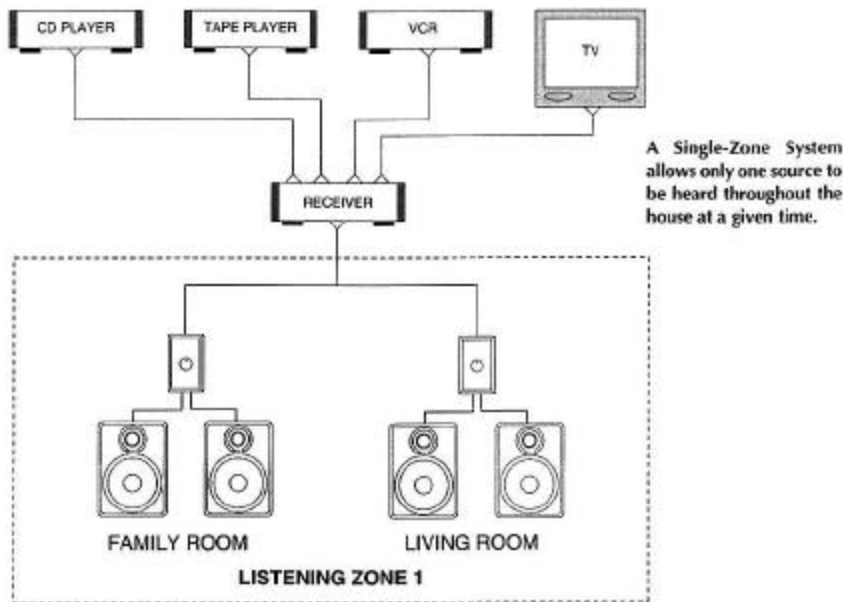 CD PLAYER
TAPE PLAYER
VCR
TV
A Single-Zone System
allows only one source to
be heard throughout the
house at a given time.
RECEIVER
FAMILY ROOM
LIVING ROOM
LISTENING ZONE 1